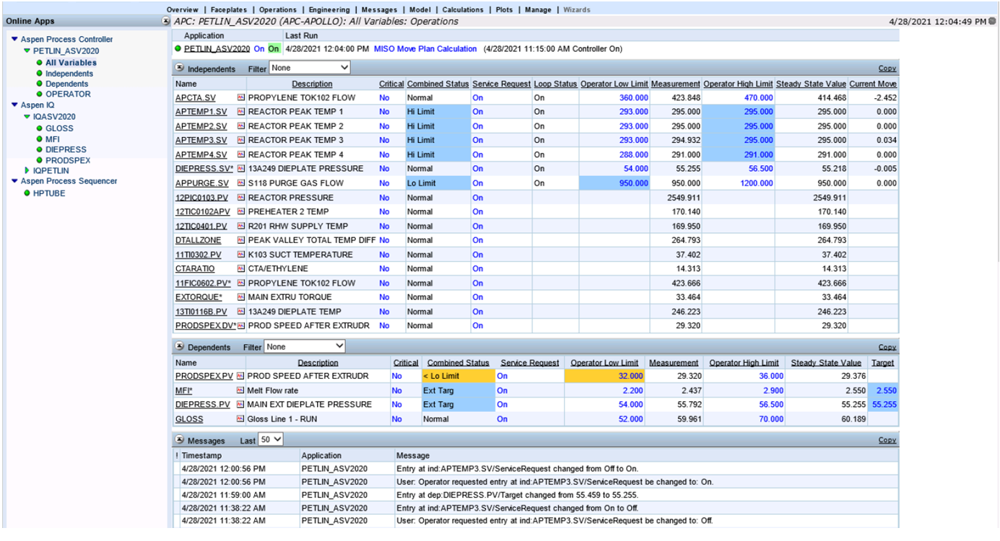 Overview | Faceplates | Operations | Engineering | Messages | Model | Calculations | Plots | Manage | Wizards
Online Apps
APC: PETLIN_ASV2020 (APC-APOLLO): All Variables: Operations 4/28/2021 12:04:49 PM
Aspen Process Controller
PETLIN_ASV2020
All Variables
Independents
Dependents
OPERATOR
Aspen IQ
IQASV2020
GLOSS
MFI
DIEPRESS
PRODSPEX
IQPETLIN
Aspen Process Sequencer
HPTUBE
Application Last Run
PETLIN_ASV2020 On On 4/28/2021 12:04:00 PM MISO Move Plan Calculation (4/28/2021 11:15:00 AM Controller On)
Independents Filter None Copy
Name Description Critical Combined Status Service Request Loop Status Operator Low Limit Measurement Operator High Limit Steady State Value Current Move
APCTA.SV PROPYLENE TOK102 FLOW No Normal On On 360.000 423.848 470.000 414.468 -2.452
APTEMP1.SV REACTOR PEAK TEMP 1 No Hi Limit On On 293.000 295.000 295.000 295.000 0.000
APTEMP2.SV REACTOR PEAK TEMP 2 No Hi Limit On On 293.000 295.000 295.000 295.000 0.000
APTEMP3.SV REACTOR PEAK TEMP 3 No Hi Limit On On 293.000 294.932 295.000 295.000 0.034
APTEMP4.SV REACTOR PEAK TEMP 4 No Hi Limit On On 288.000 291.000 291.000 291.000 0.000
DIEPRESS.SV* 13A249 DIEPLATE PRESSURE No Normal On On 54.000 55.255 56.500 55.218 -0.005
APPURGE.SV S118 PURGE GAS FLOW No Lo Limit On On 950.000 950.000 1200.000 950.000 0.000
12PIC0103.PV REACTOR PRESSURE No Normal On 2549.911 2549.911
12TIC0102APV PREHEATER 2 TEMP No Normal On 170.140 170.140
12TIC0401.PV R201 RHW SUPPLY TEMP No Normal On 169.950 169.950
DTALLZONE PEAK VALLEY TOTAL TEMP DIFF No Normal On 264.793 264.793
11TI0302.PV K103 SUCT TEMPERATURE No Normal On 37.402 37.402
CTARATIO CTA/ETHYLENE No Normal On 14.313 14.313
11FIC0602.PV* PROPYLENE TOK102 FLOW No Normal On 423.666 423.666
EXTORQUE* MAIN EXTRU TORQUE No Normal On 33.464 33.464
13TI0116B.PV 13A249 DIEPLATE TEMP No Normal On 246.223 246.223
PRODSPEX.DV* PROD SPEED AFTER EXTRUDR No Normal On 29.320 29.320
Dependents Filter None Copy
Name Description Critical Combined Status Service Request Operator Low Limit Measurement Operator High Limit Steady State Value Target
PRODSPEX.PV PROD SPEED AFTER EXTRUDR No < Lo Limit On 32.000 29.320 36.000 29.376
MFI* Melt Flow rate No Ext Targ On 2.200 2.437 2.900 2.550 2.550
DIEPRESS.PV MAIN EXT DIEPLATE PRESSURE No Ext Targ On 54.000 55.792 56.500 55.255 55.255
GLOSS Gloss Line 1 - RUN No Normal On 52.000 59.961 70.000 60.189
Messages Last 50 Copy
! Timestamp Application Message
4/28/2021 12:00:56 PM PETLIN_ASV2020 Entry at ind:APTEMP3.SV/ServiceRequest changed from Off to On.
4/28/2021 12:00:56 PM PETLIN_ASV2020 User: Operator requested entry at ind:APTEMP3.SV/ServiceRequest be changed to: On.
4/28/2021 11:59:00 AM PETLIN_ASV2020 Entry at dep:DIEPRESS.PV/Target changed from 55.459 to 55.255.
4/28/2021 11:38:22 AM PETLIN_ASV2020 Entry at ind:APTEMP3.SV/ServiceRequest changed from On to Off.
4/28/2021 11:38:22 AM PETLIN_ASV2020 User: Operator requested entry at ind:APTEMP3.SV/ServiceRequest be changed to: Off.